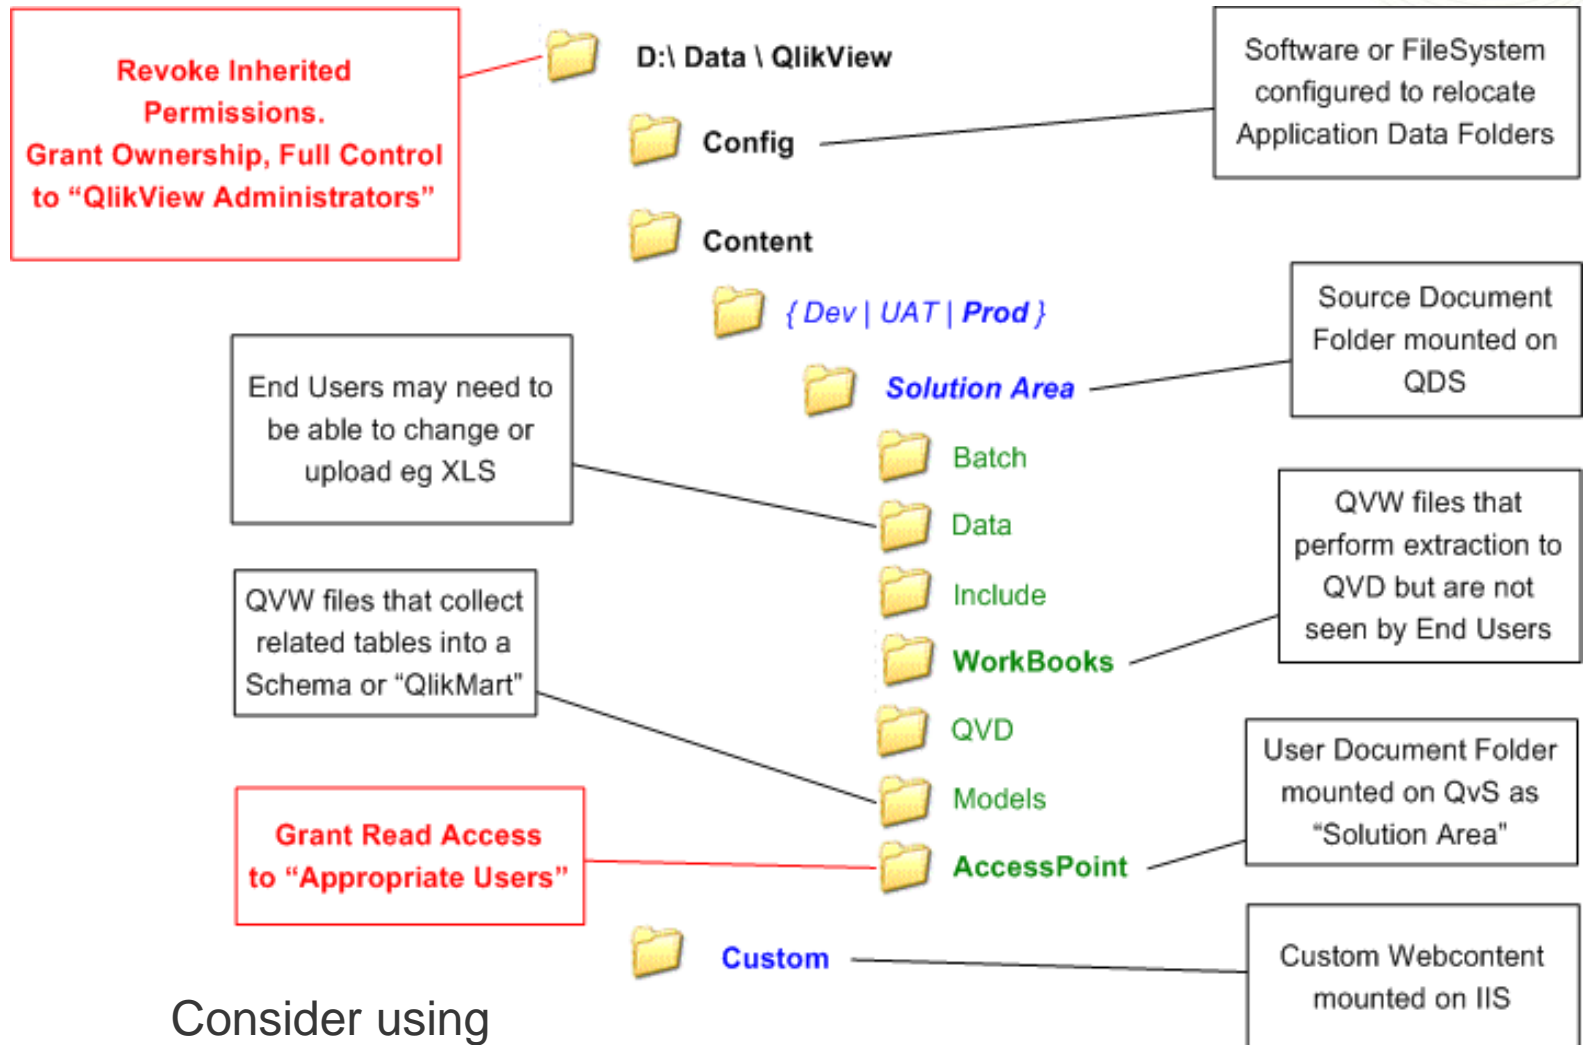 Revoke Inherited
Permissions.
Grant Ownership, Full Control
to “QlikView Administrators”
D:\ Data \ QlikView
Software or FileSystem
configured to relocate
Application Data Folders
Config
Content
{ Dev | UAT | Prod }
Source Document
Folder mounted on
QDS
Solution Area
End Users may need to
be able to change or
upload eg XLS
Batch
Data
QVW files that
perform extraction to
QVD but are not
seen by End Users
Include
QVW files that collect
related tables into a
Schema or “QlikMart”
WorkBooks
QVD
User Document Folder
mounted on QvS as
“Solution Area”
Models
Grant Read Access
to “Appropriate Users”
AccessPoint
Custom
Custom Webcontent
mounted on IIS
Consider using